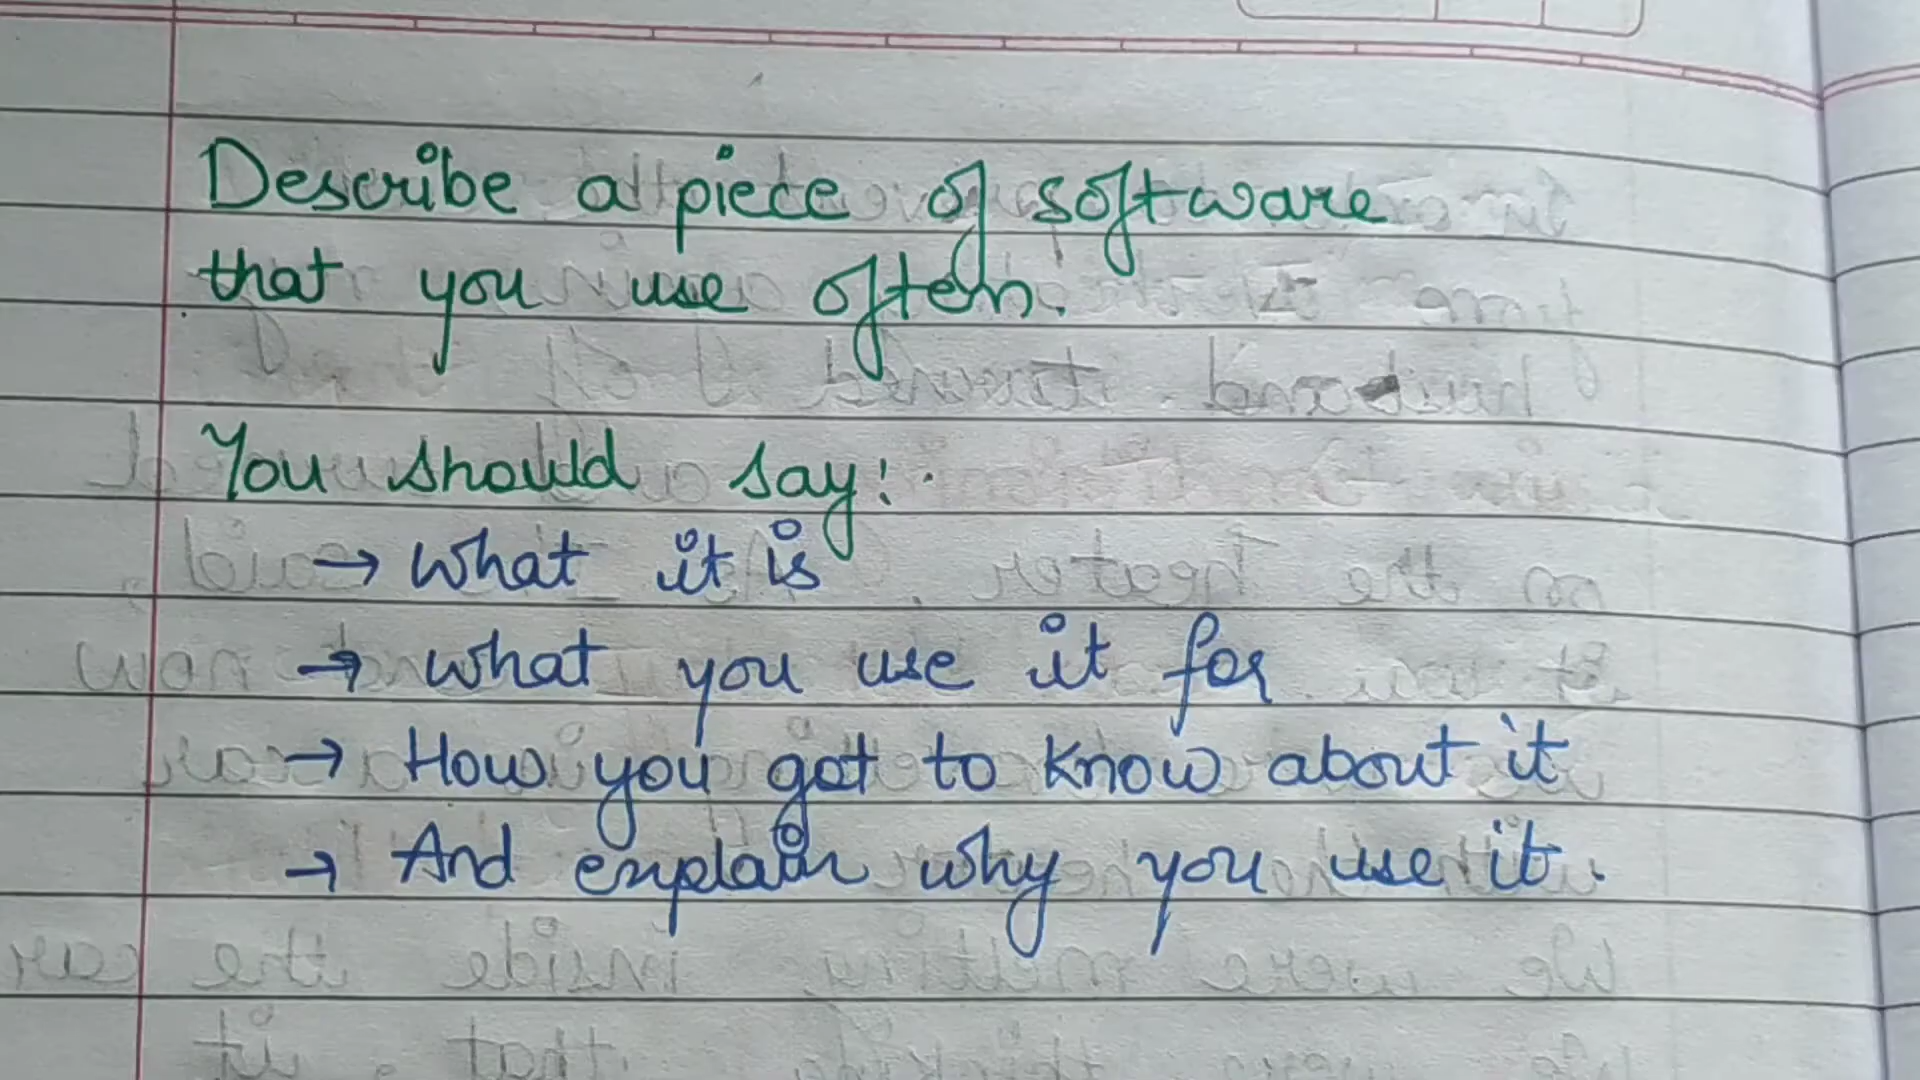 Describe a piece of software
that you use often.
You should say:
→ What it is
→ what you use it for
→ How you got to know about it
→ And explain why you use it.